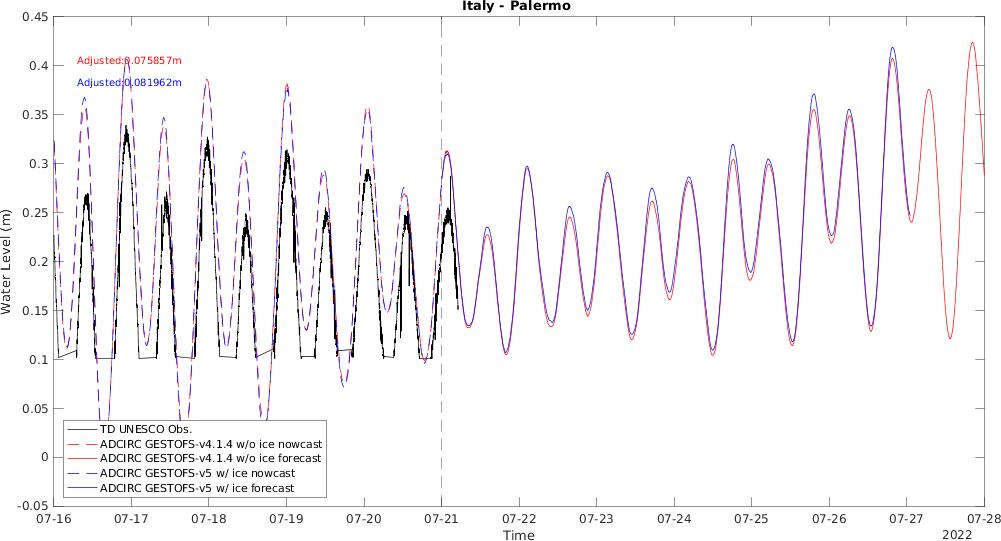 Italy - Palermo
0.45
0.4
0.35
0.3
0.25
0.2
0.15
0.1
0.05
0
-0.05
Water Level (m)
Adjusted:0.075857m
Adjusted:0.081962m
TD UNESCO Obs.
ADCIRC GESTOFS-v4.1.4 w/o ice nowcast
ADCIRC GESTOFS-v4.1.4 w/o ice forecast
ADCIRC GESTOFS-v5 w/ ice nowcast
ADCIRC GESTOFS-v5 w/ ice forecast
07-16 07-17 07-18 07-19 07-20 07-21 07-22 07-23 07-24 07-25 07-26 07-27 07-28
Time
2022